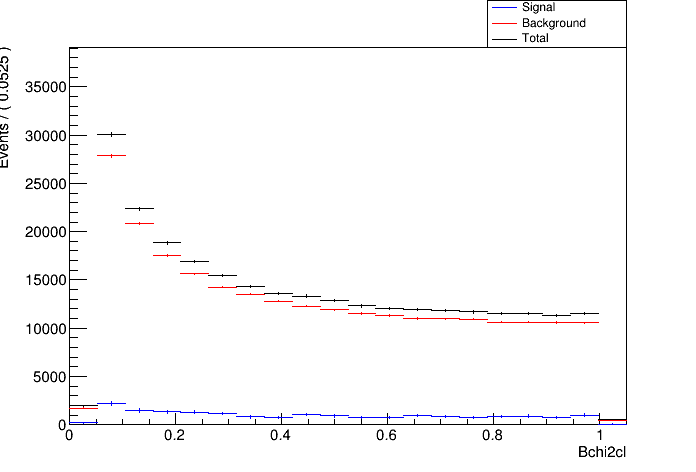 Signal
Background
Total
Events / ( 0.0525 )
35000
30000
25000
20000
15000
10000
5000
0
0 0.2 0.4 0.6 0.8 1
Bchi2cl